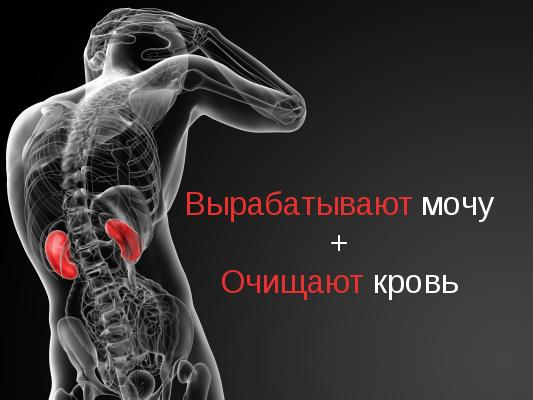 Вырабатывают мочу
+
Очищают кровь